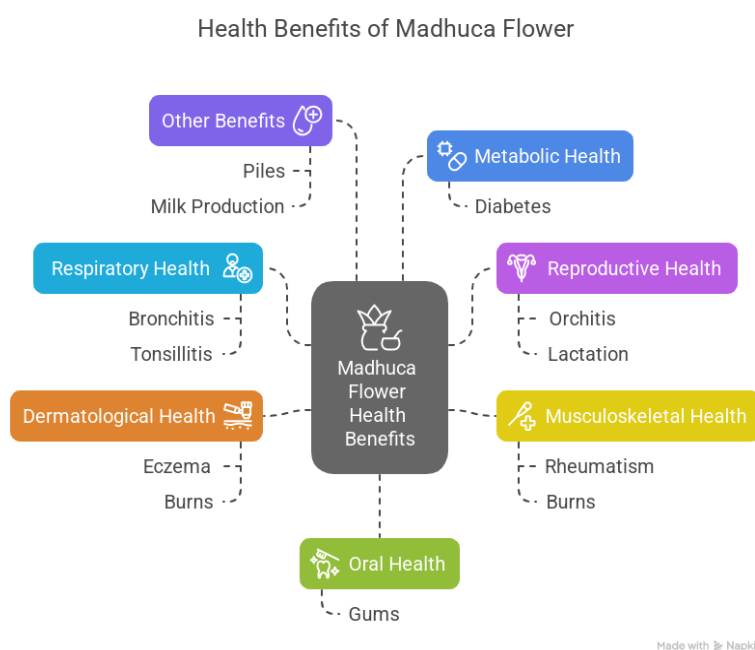 Health Benefits of Madhuca Flower
Other Benefits
Piles
Milk Production
Metabolic Health
Diabetes
Respiratory Health
Bronchitis
Tonsillitis
Reproductive Health
Orchitis
Lactation
Madhuca
Flower
Health
Benefits
Dermatological Health
Eczema
Burns
Musculoskeletal Health
Rheumatism
Burns
Oral Health
Gums
Made with Napki